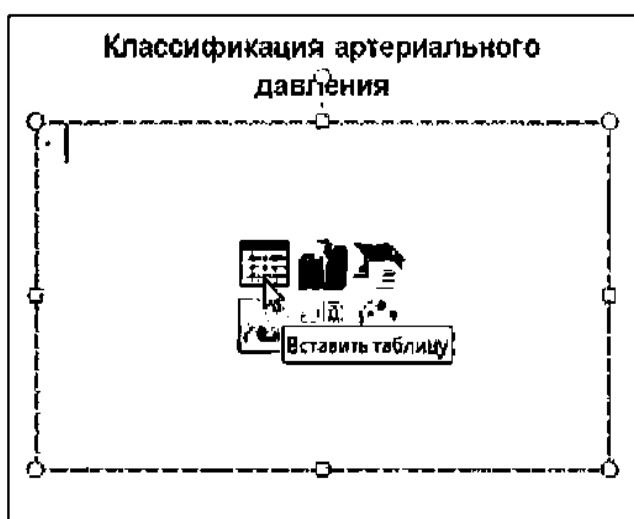 Классификация артериального
давления
Вставить таблицу